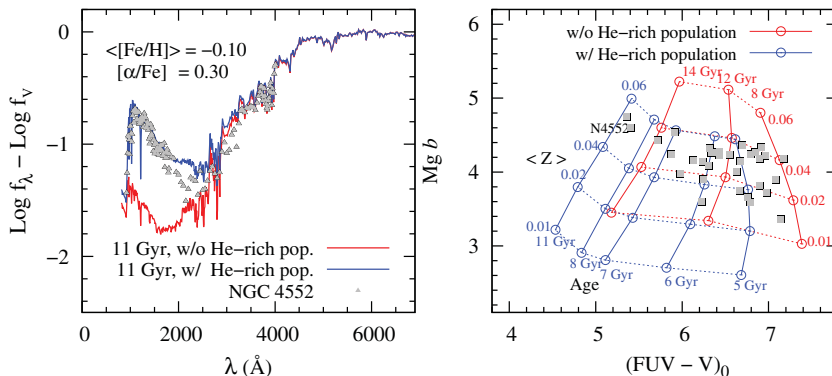 <[Fe/H]> = −0.10
[α/Fe] = 0.30
Log fλ − Log fV
0
−1
−2
11 Gyr, w/o He−rich pop.
11 Gyr, w/ He−rich pop.
NGC 4552
0 2000 4000 6000
λ (Å)
w/o He−rich population
w/ He−rich population
Mg b
6
5
4
3
14 Gyr
12 Gyr
8 Gyr
0.06
0.06
N4552
0.04
0.04
<Z>
0.02
0.02
0.01
0.01
11 Gyr
8 Gyr
7 Gyr
6 Gyr
5 Gyr
Age
4 5 6 7
(FUV − V)0